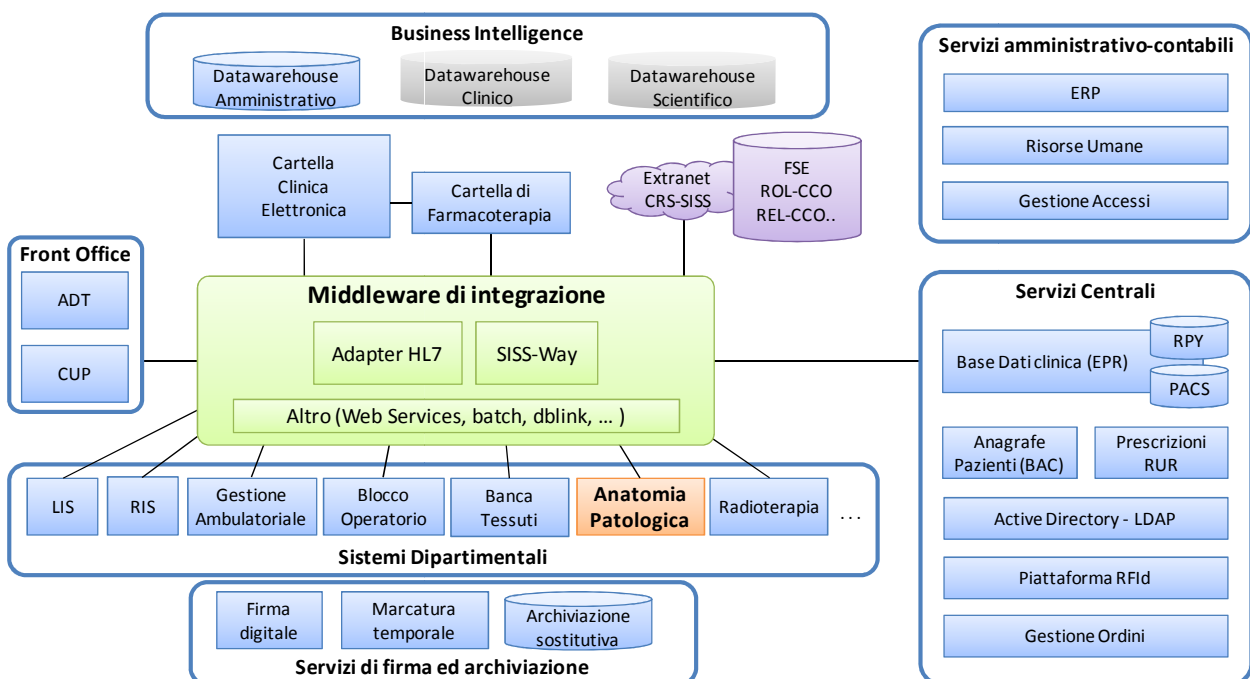 Business Intelligence
Datawarehouse
Amministrativo
Datawarehouse
Clinico
Datawarehouse
Scientifico
Servizi amministrativo-contabili
ERP
Risorse Umane
Gestione Accessi
Cartella
Clinica
Elettronica
Cartella di
Farmacoterapia
Extranet
CRS-SISS
FSE
ROL-CCO
REL-CCO..
Front Office
ADT
CUP
Middleware di integrazione
Adapter HL7
SISS-Way
Altro (Web Services, batch, dblink, ... )
Servizi Centrali
Base Dati clinica (EPR)
RPY
PACS
Anagrafe
Pazienti (BAC)
Prescrizioni
RUR
Active Directory - LDAP
Piattaforma RFId
Gestione Ordini
LIS
RIS
Gestione
Ambulatoriale
Blocco
Operatorio
Banca
Tessuti
Anatomia
Patologica
Radioterapia
...
Sistemi Dipartimentali
Firma
digitale
Marcatura
temporale
Archiviazione
sostitutiva
Servizi di firma ed archiviazione